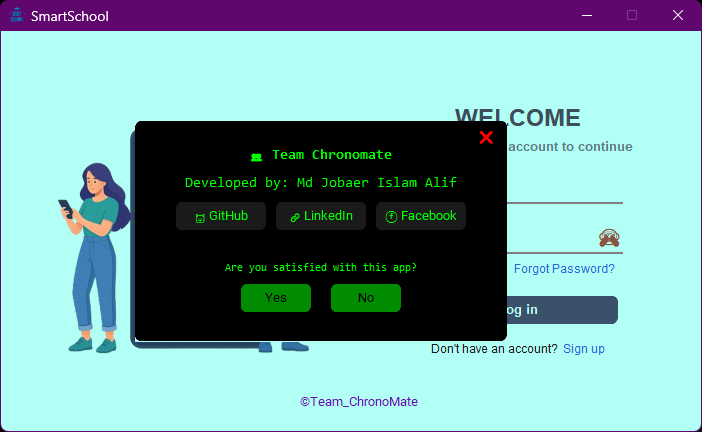 SmartSchool
WELCOME
account to continue
Team Chronomate
Developed by: Md Jobaer Islam Alif
GitHub
LinkedIn
Facebook
Are you satisfied with this app?
Yes
No
Forgot Password?
og in
Don't have an account? Sign up
©Team_ChronoMate